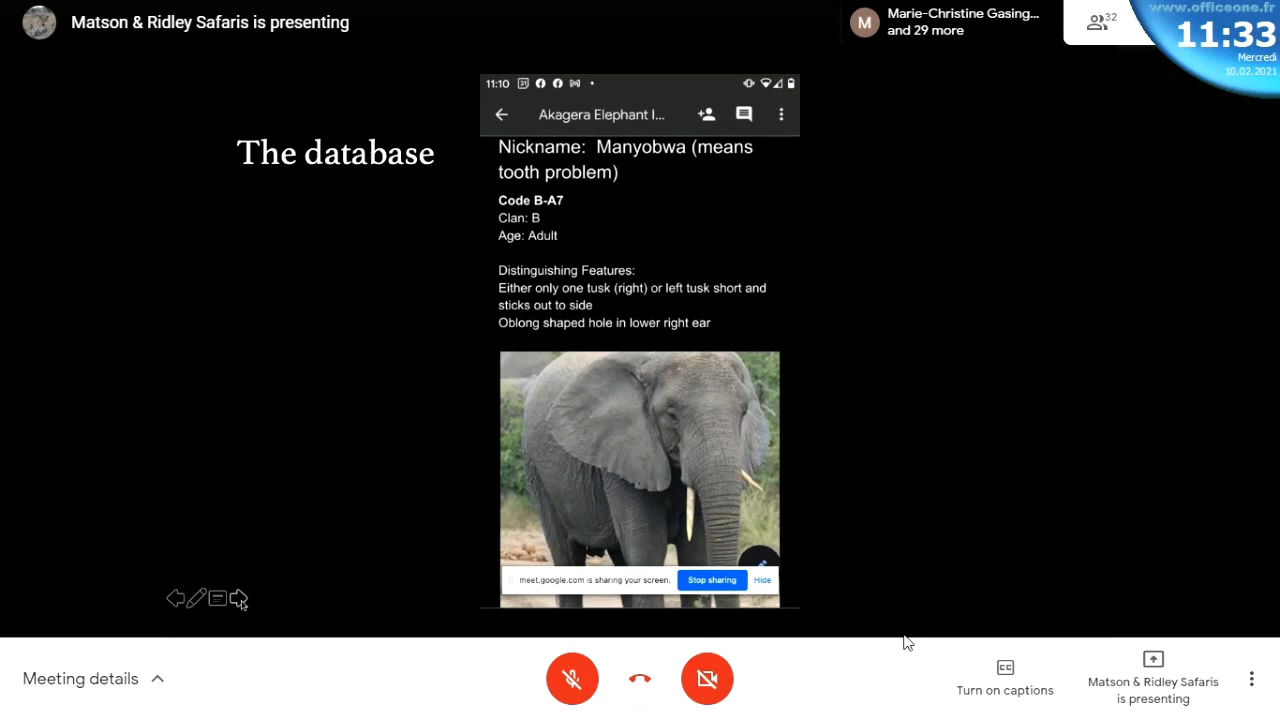 Matson & Ridley Safaris is presenting
M
Marie-Christine Gasing...
and 29 more
32
www.officeone.fr
11:33
Mercredi
10.02.2021
The database
11:10
31
Akagera Elephant I...
Nickname: Manyobwa (means
tooth problem)
Code B-A7
Clan: B
Age: Adult
Distinguishing Features:
Either only one tusk (right) or left tusk short and
sticks out to side
Oblong shaped hole in lower right ear
meet.google.com is sharing your screen.
Stop sharing
Hide
Meeting details
CC
Turn on captions
Matson & Ridley Safaris
is presenting